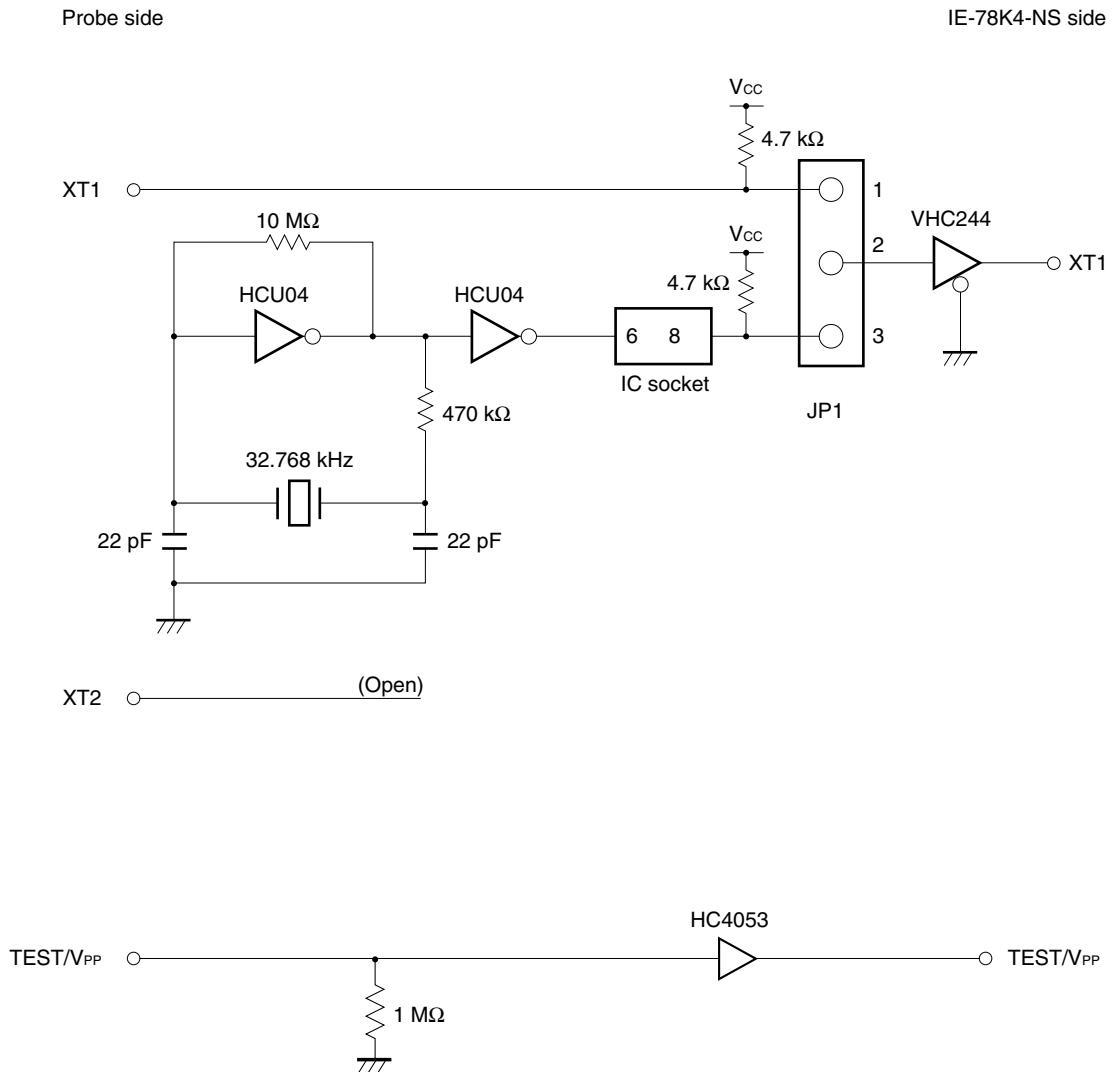 Probe side
IE-78K4-NS side
VCC
4.7 kΩ
XT1
1
10 MΩ
VCC
VHC244
2
XT1
4.7 kΩ
HCU04
HCU04
6 8
3
IC socket
JP1
470 kΩ
32.768 kHz
22 pF
22 pF
XT2
(Open)
HC4053
TEST/VPP
TEST/VPP
1 MΩ